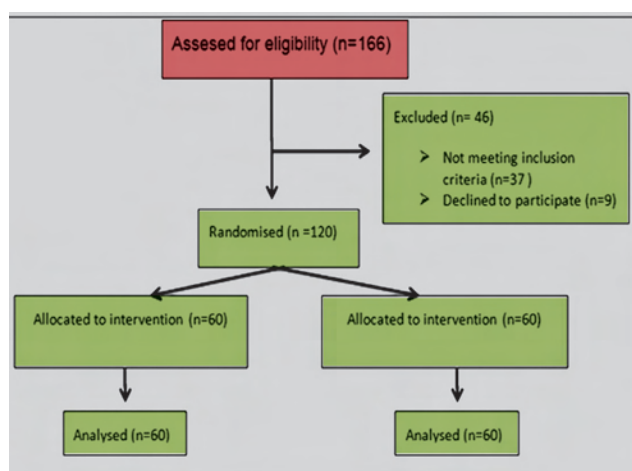 Assesed for eligibility (n=166)
Excluded (n= 46)
➢ Not meeting inclusion
criteria (n=37 )
➢ Declined to participate (n=9)
Randomised (n =120)
Allocated to intervention (n=60)
Allocated to intervention (n=60)
Analysed (n=60)
Analysed (n=60)